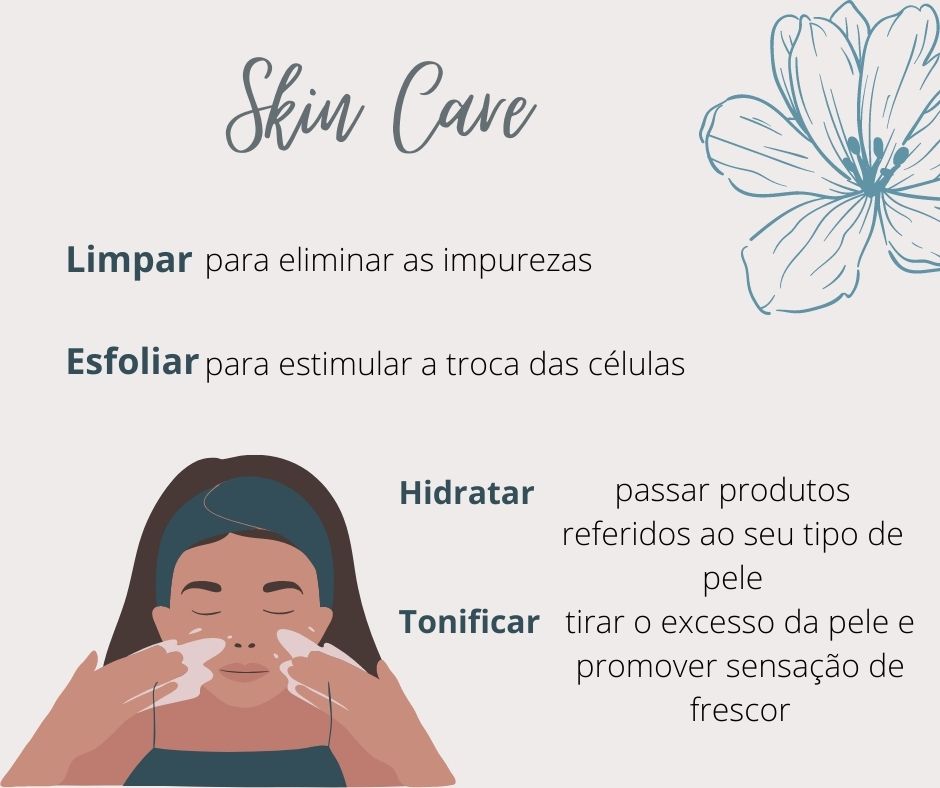 Skin Care
Limpar para eliminar as impurezas
Esfoliar para estimular a troca das células
Hidratar passar produtos
referidos ao seu tipo de
pele
Tonificar tirar o excesso da pele e
promover sensação de
frescor